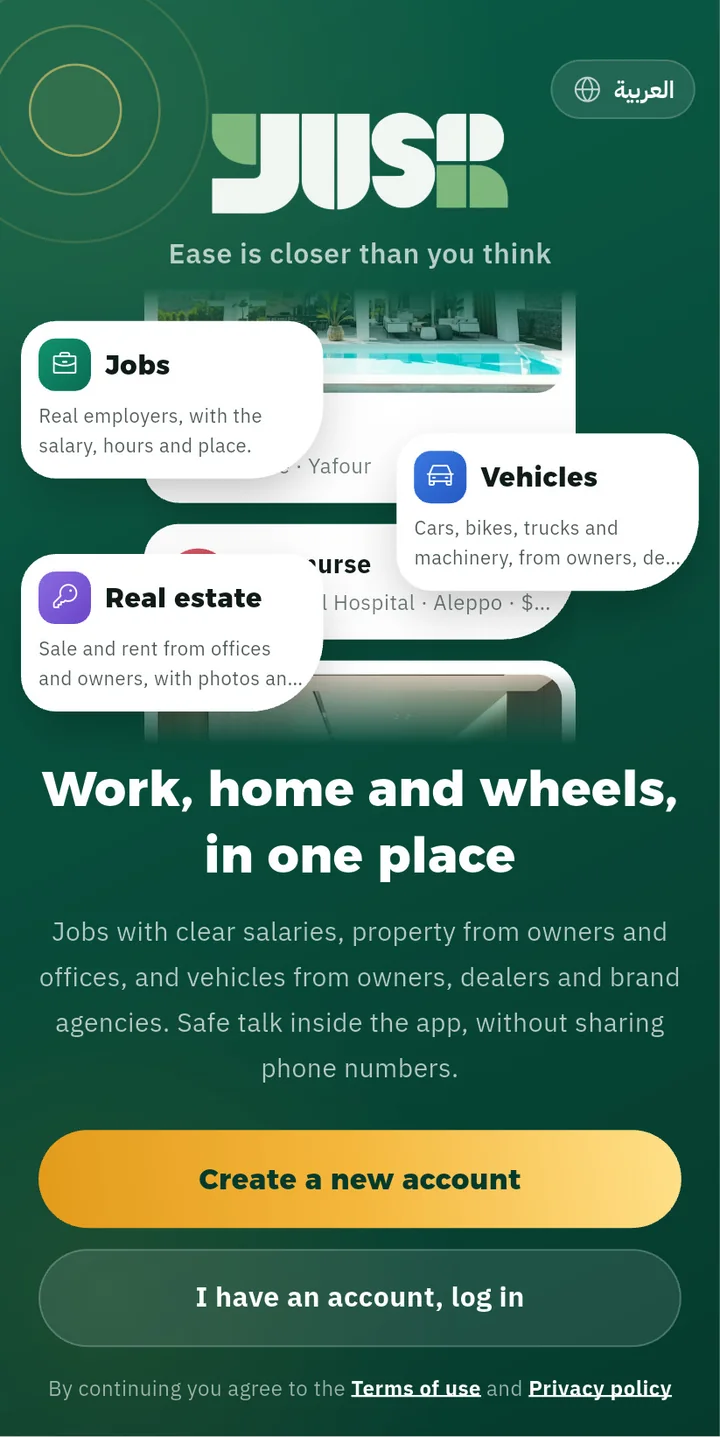 العربية
YUSR
Ease is closer than you think
Jobs
Real employers, with the
salary, hours and place.
· Yafour
Vehicles
Cars, bikes, trucks and
machinery, from owners, de...
Real estate
Hospital · Aleppo · $...
Sale and rent from offices
and owners, with photos an...
Work, home and wheels,
in one place
Jobs with clear salaries, property from owners and
offices, and vehicles from owners, dealers and brand
agencies. Safe talk inside the app, without sharing
phone numbers.
Create a new account
I have an account, log in
By continuing you agree to the Terms of use and Privacy policy